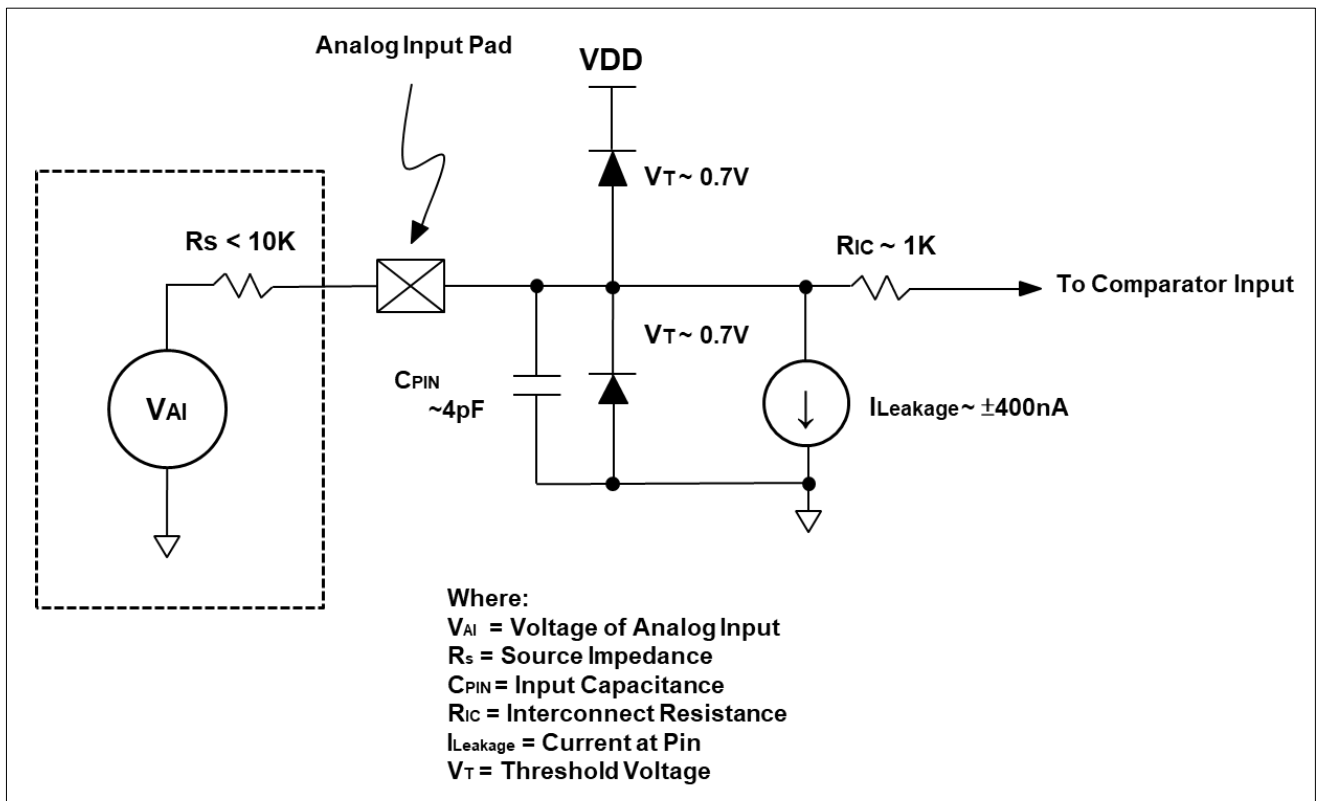 Analog Input Pad
VDD
VT ~ 0.7V
Rs < 10K
RIC ~ 1K
To Comparator Input
VT ~ 0.7V
CPIN
~4pF
VAI
ILeakage ~ ±400nA
Where:
VAI = Voltage of Analog Input
Rs = Source Impedance
CPIN = Input Capacitance
RIC = Interconnect Resistance
ILeakage = Current at Pin
VT = Threshold Voltage